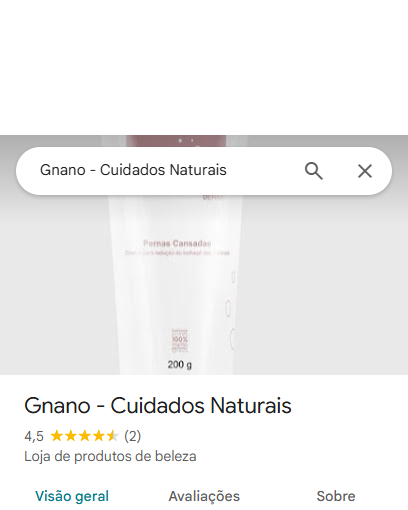 Gnano - Cuidados Naturais
Pernas Cansadas
100%
200 g
Gnano - Cuidados Naturais
4,5 (2)
Loja de produtos de beleza
Visão geral Avaliações Sobre